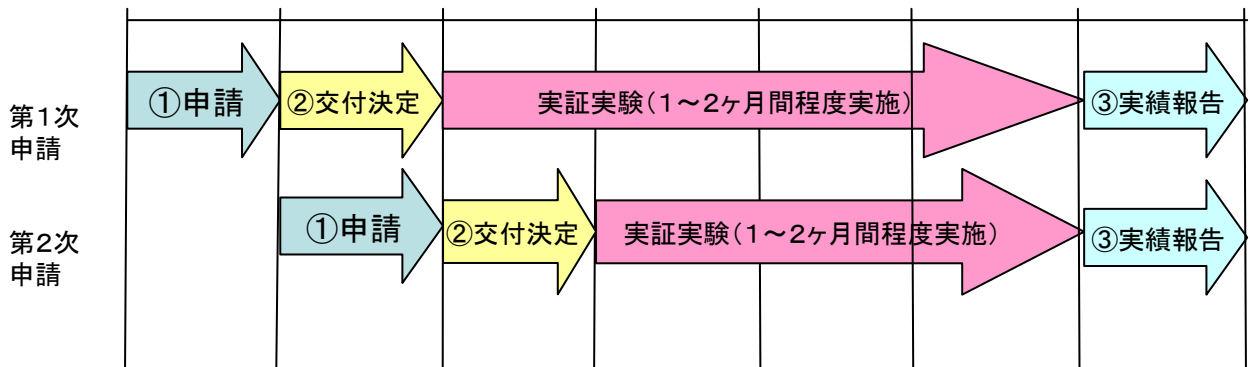 第1次
申請
①申請
②交付決定
実証実験(1~2ヶ月間程度実施)
③実績報告
第2次
申請
①申請
②交付決定
実証実験(1~2ヶ月間程度実施)
③実績報告